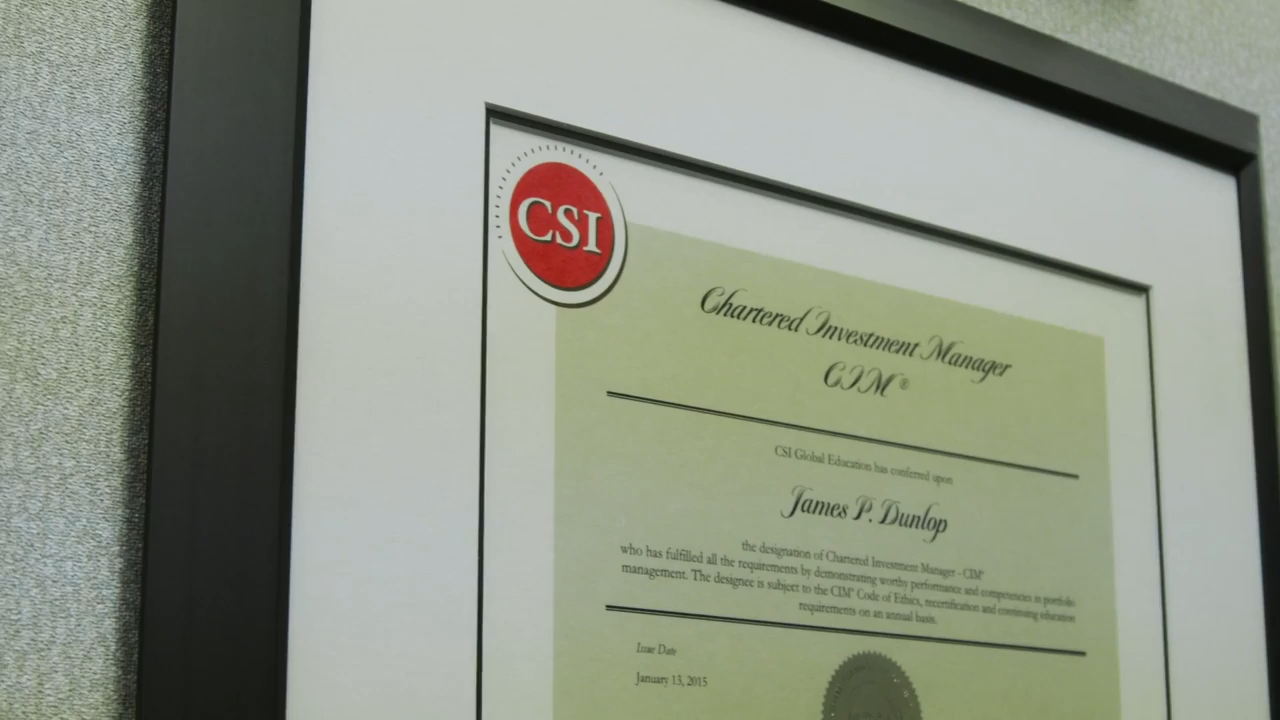 CSI
Chartered Investment Manager
CIM®
CSI Global Education has conferred upon
James P. Dunlop
the designation of Chartered Investment Manager - CIM®
who has fulfilled all the requirements by demonstrating worthy performance and competencies in portfolio
management. The designee is subject to the CIM® Code of Ethics, recertification and continuing education
requirements on an annual basis.
Issue Date
January 13, 2015